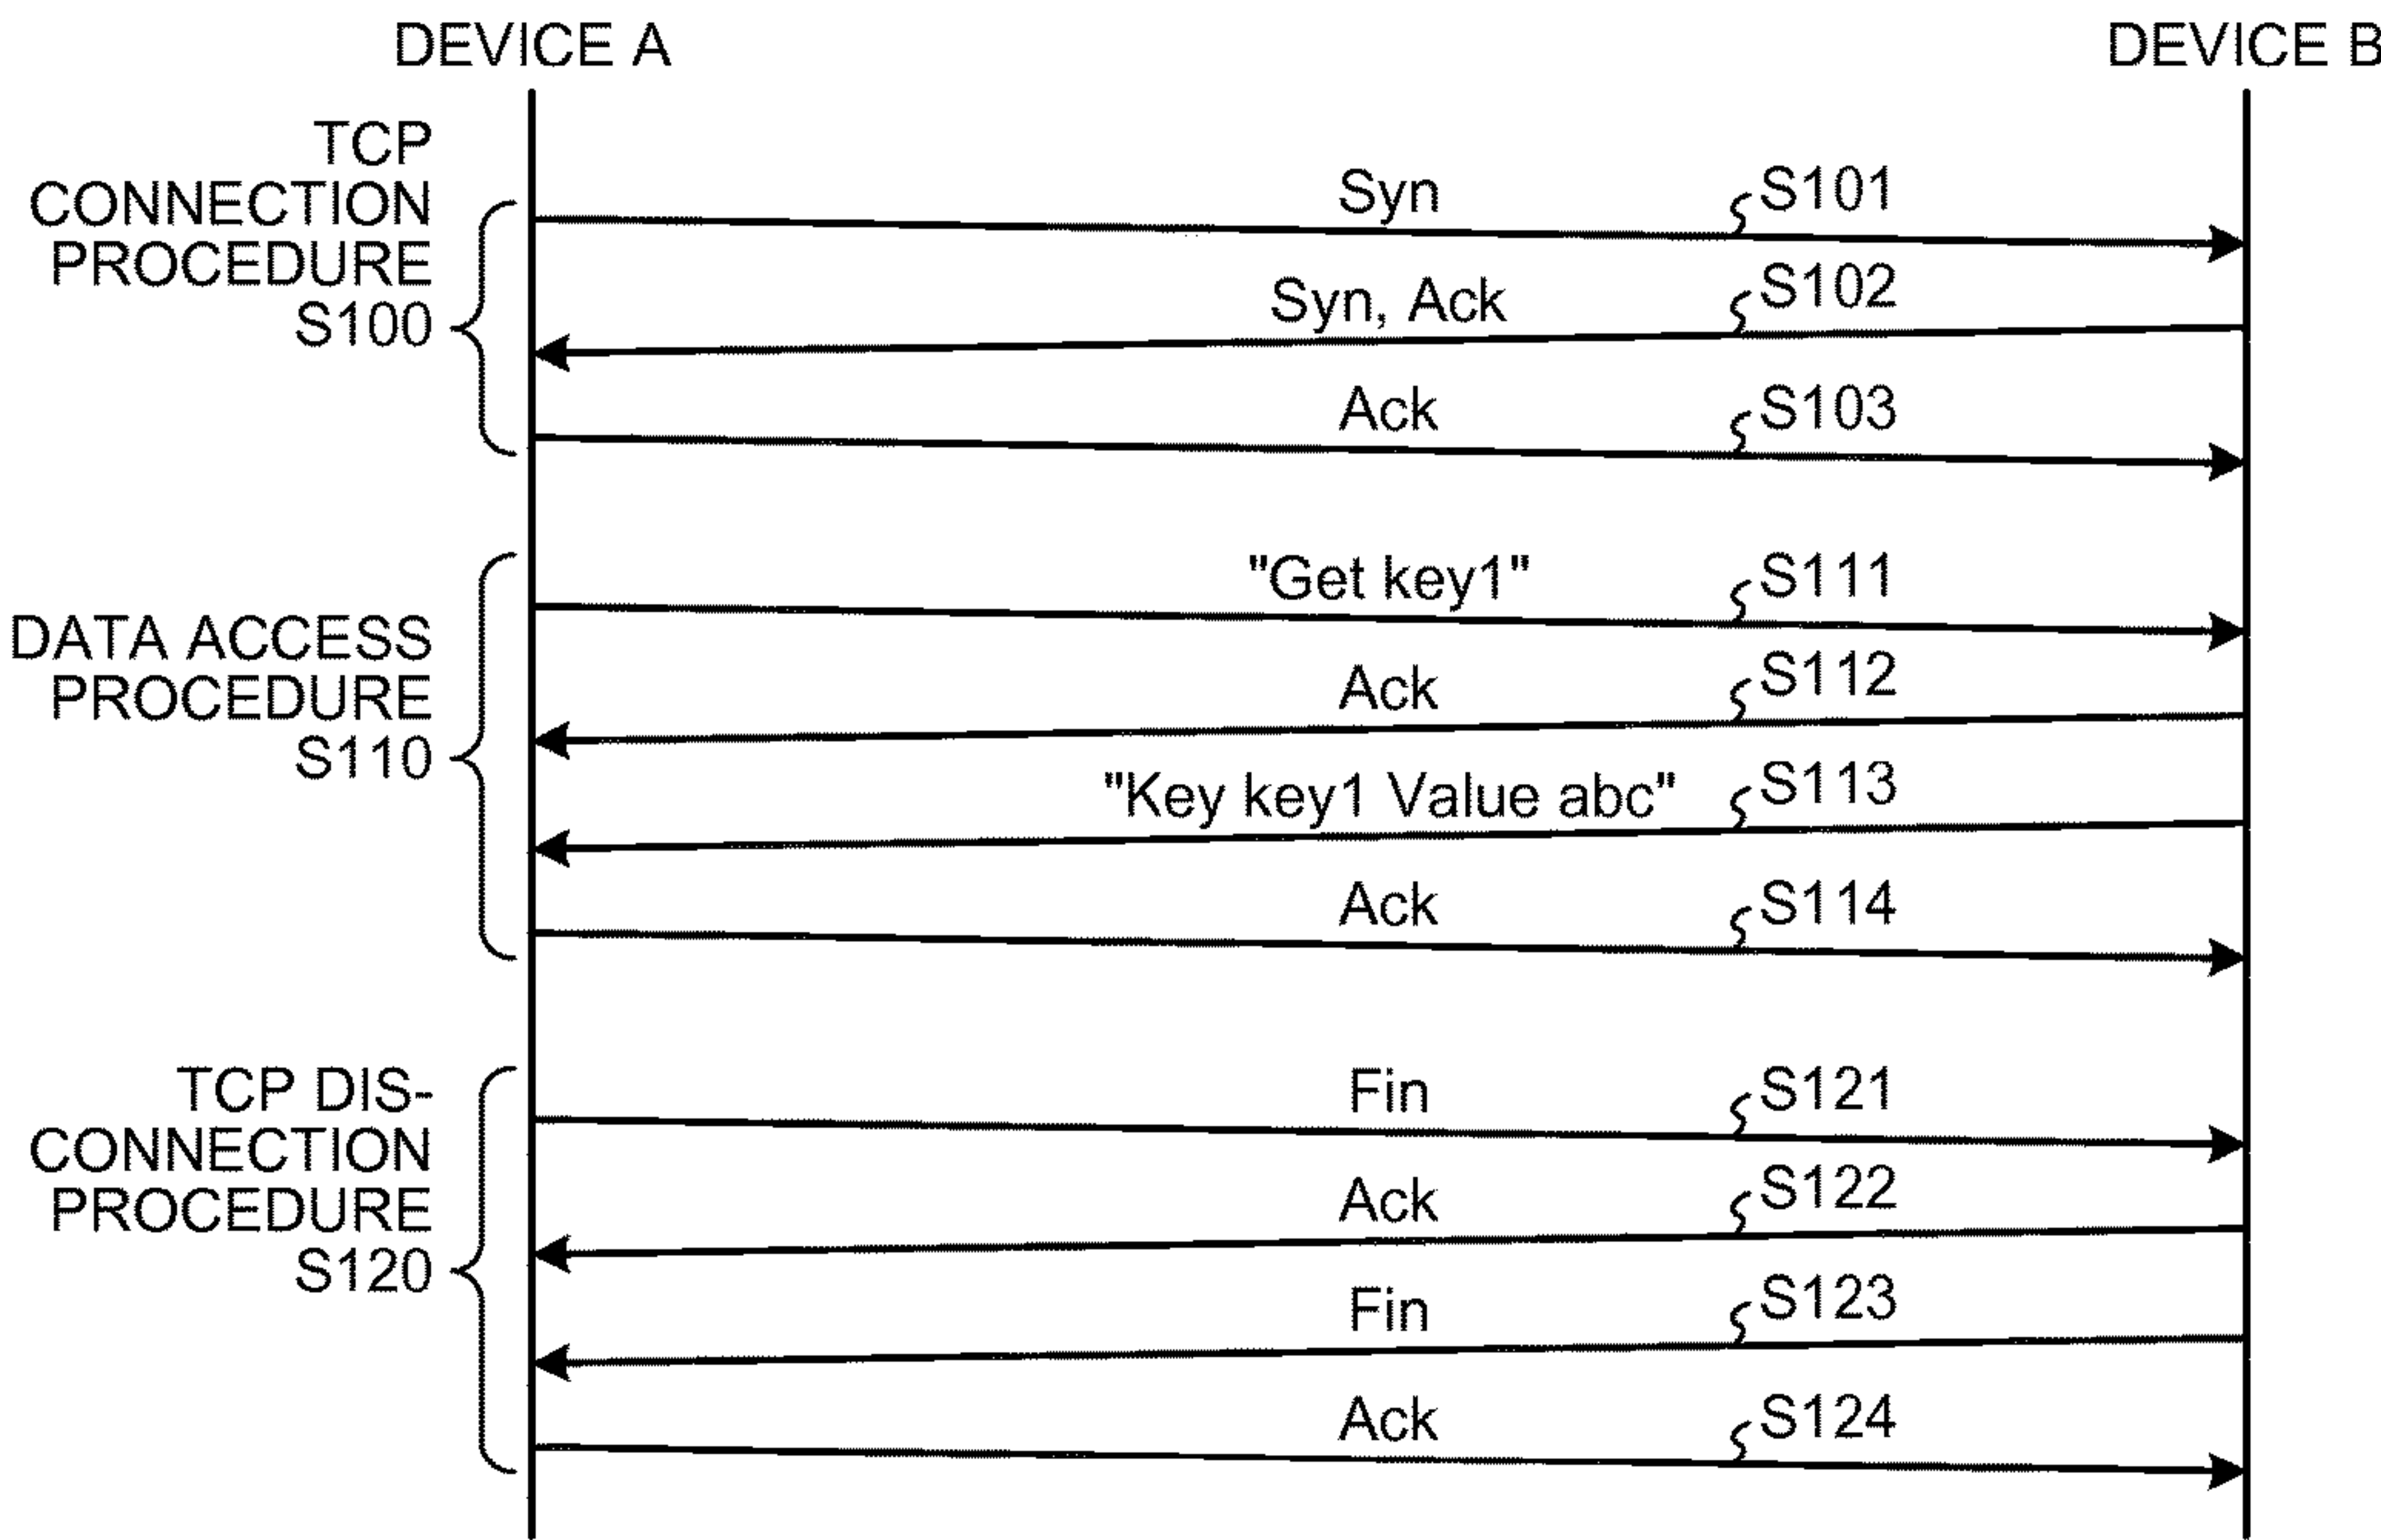 DEVICE A
DEVICE B
TCP
CONNECTION
PROCEDURE
S100
Syn
S101
Syn, Ack
S102
Ack
S103
DATA ACCESS
PROCEDURE
S110
"Get key1"
S111
Ack
S112
"Key key1 Value abc"
S113
Ack
S114
TCP DIS-
CONNECTION
PROCEDURE
S120
Fin
S121
Ack
S122
Fin
S123
Ack
S124